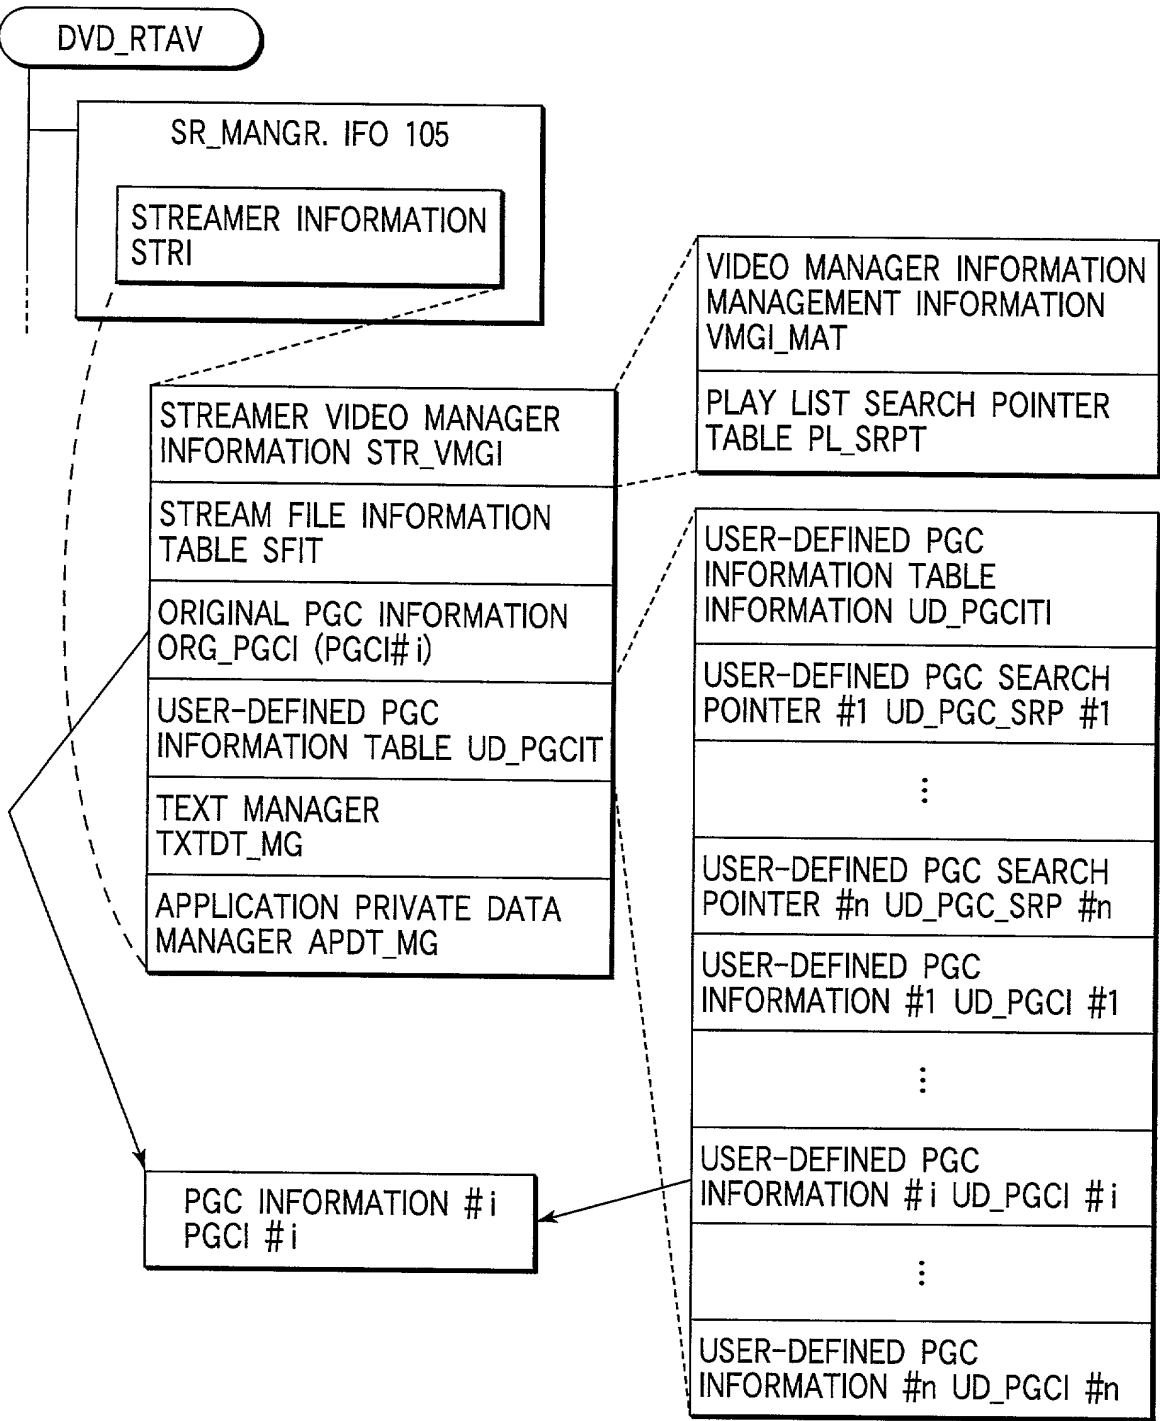 DVD_RTAV
SR_MANGR. IFO 105
STREAMER INFORMATION
STRI
STREAMER VIDEO MANAGER
INFORMATION STR_VMGI
STREAM FILE INFORMATION
TABLE SFIT
ORIGINAL PGC INFORMATION
ORG_PGCI (PGCI# i)
USER-DEFINED PGC
INFORMATION TABLE UD_PGCIT
TEXT MANAGER
TXTDT_MG
APPLICATION PRIVATE DATA
MANAGER APDT_MG
VIDEO MANAGER INFORMATION
MANAGEMENT INFORMATION
VMGI_MAT
PLAY LIST SEARCH POINTER
TABLE PL_SRPT
USER-DEFINED PGC
INFORMATION TABLE
INFORMATION UD_PGCITI
USER-DEFINED PGC SEARCH
POINTER #1 UD_PGC_SRP #1
⋮
USER-DEFINED PGC SEARCH
POINTER #n UD_PGC_SRP #n
USER-DEFINED PGC
INFORMATION #1 UD_PGCI #1
⋮
USER-DEFINED PGC
INFORMATION #i UD_PGCI #i
⋮
USER-DEFINED PGC
INFORMATION #n UD_PGCI #n
PGC INFORMATION #i
PGCI #i